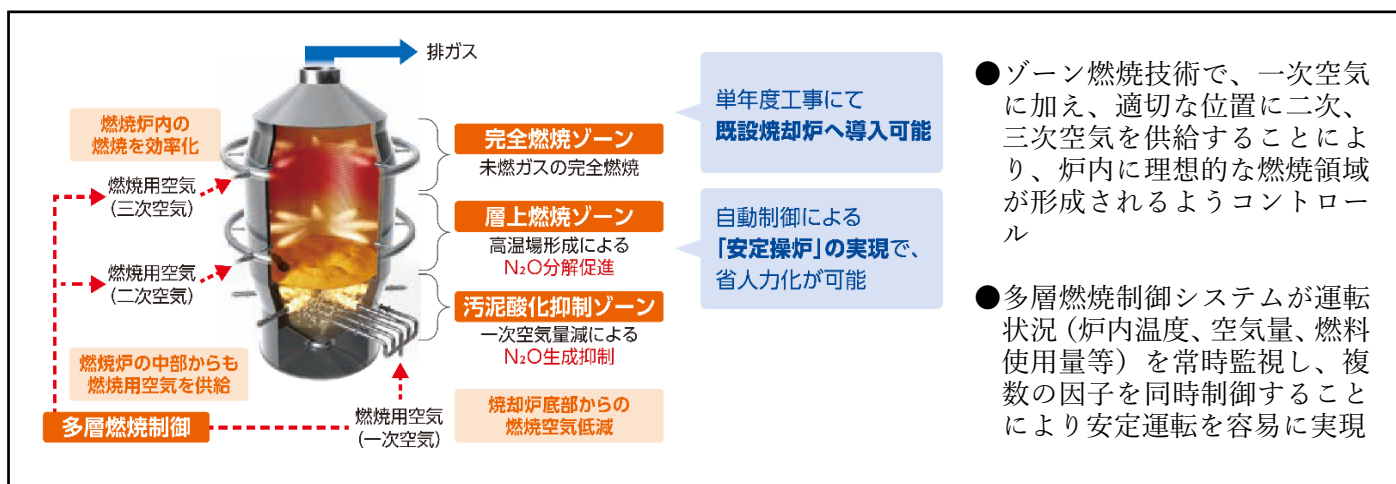 排ガス
燃焼炉内の
燃焼を効率化
燃焼用空気
(三次空気)
燃焼用空気
(二次空気)
燃焼炉の中部からも
燃焼用空気を供給
多層燃焼制御
燃焼用空気
(一次空気)
完全燃焼ゾーン
未燃ガスの完全燃焼
層上燃焼ゾーン
高温場形成による
N₂O分解促進
汚泥酸化抑制ゾーン
一次空気量減による
N₂O生成抑制
焼却炉底部からの
燃焼空気低減
単年度工事にて
既設焼却炉へ導入可能
自動制御による
「安定操炉」の実現で、
省人力化が可能
●ゾーン燃焼技術で、一次空気
に加え、適切な位置に二次、
三次空気を供給することによ
り、炉内に理想的な燃焼領域
が形成されるようコントロー
ル
●多層燃焼制御システムが運転
状況(炉内温度、空気量、燃料
使用量等)を常時監視し、複
数の因子を同時制御すること
により安定運転を容易に実現